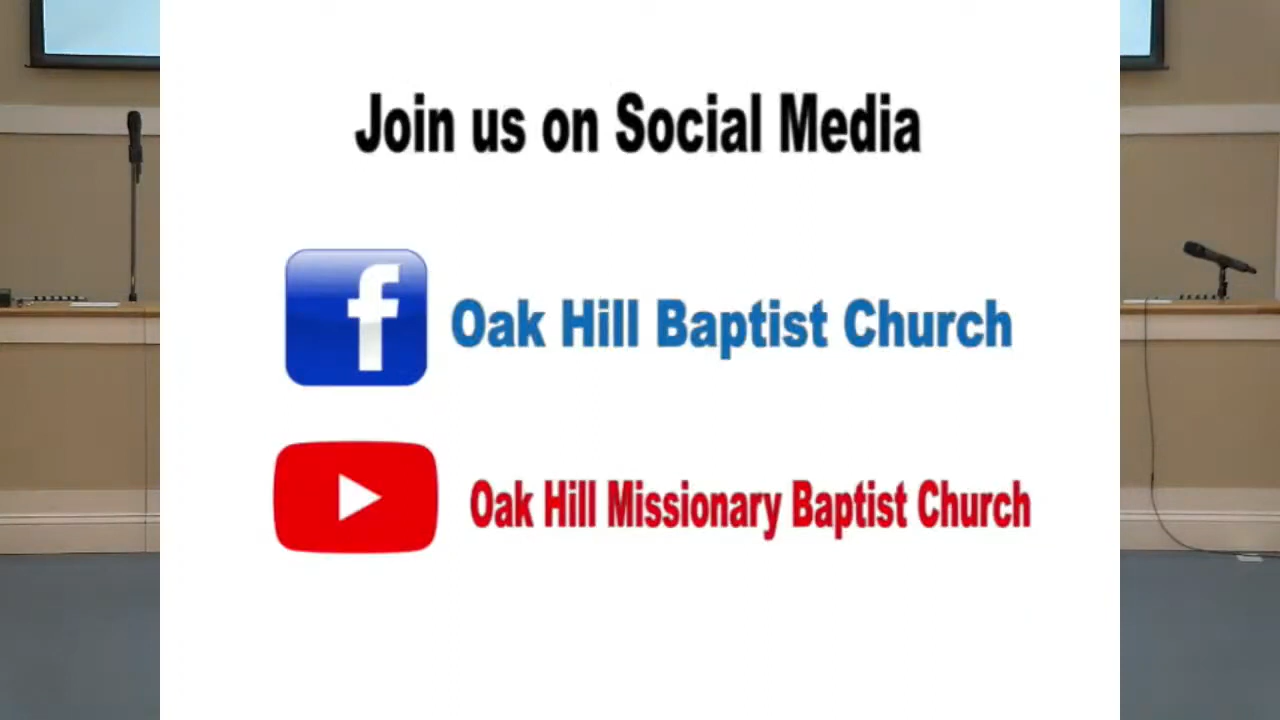 Join us on Social Media
f
Oak Hill Baptist Church
Oak Hill Missionary Baptist Church